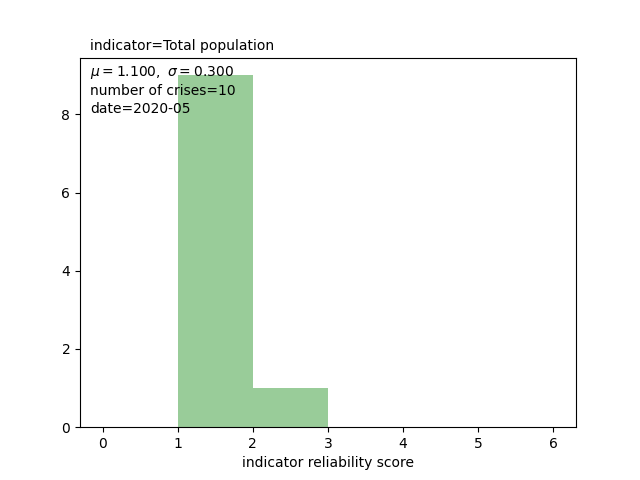 indicator=Total population
μ = 1.100, σ = 0.300
number of crises=10
date=2020-05
8
6
4
2
0
0 1 2 3 4 5 6
indicator reliability score